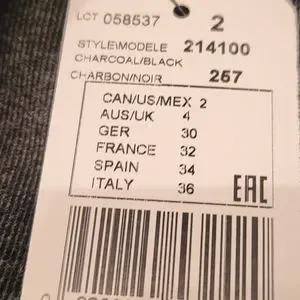 LCT 058537 2
STYLE\MODELE 214100
CHARCOAL/BLACK
CHARBON/NOIR 257
CAN/US/MEX 2
AUS/UK 4
GER 30
FRANCE 32
SPAIN 34
ITALY 36
EAC